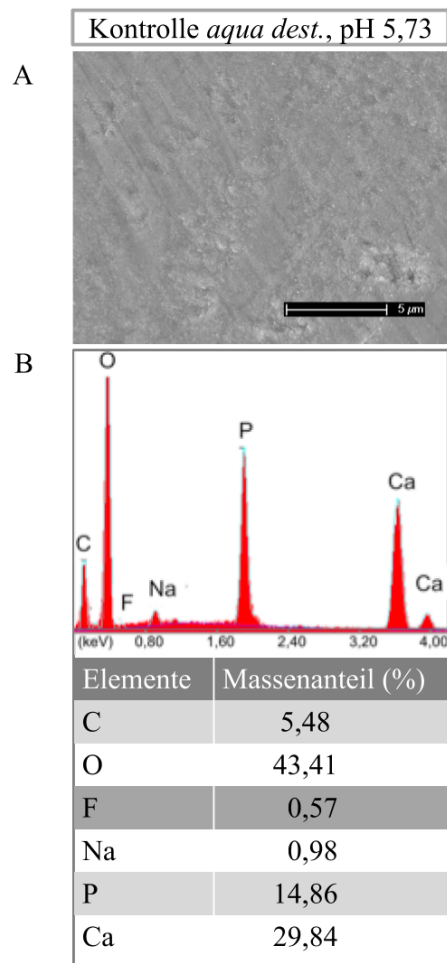 Kontrolle aqua dest., pH 5,73
A
5 µm
B
O
P
Ca
C
F
Na
Ca
(keV) 0,80 1,60 2,40 3,20 4,00
Elemente Massenanteil (%)
C 5,48
O 43,41
F 0,57
Na 0,98
P 14,86
Ca 29,84